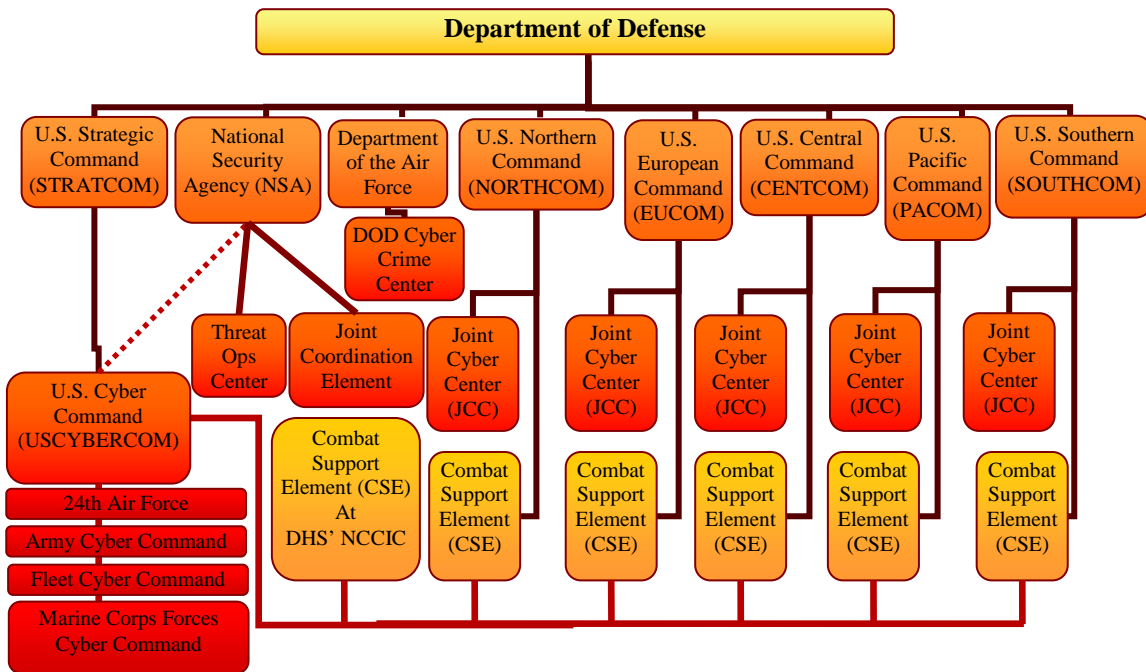 Department of Defense
U.S. Strategic
Command
(STRATCOM)
National
Security
Agency (NSA)
Department
of the Air
Force
U.S. Northern
Command
(NORTHCOM)
U.S.
European
Command
(EUCOM)
U.S. Central
Command
(CENTCOM)
U.S.
Pacific
Command
(PACOM)
U.S. Southern
Command
(SOUTHCOM)
DOD Cyber
Crime
Center
Threat
Ops
Center
Joint
Coordination
Element
Joint
Cyber
Center
(JCC)
Joint
Cyber
Center
(JCC)
Joint
Cyber
Center
(JCC)
Joint
Cyber
Center
(JCC)
Joint
Cyber
Center
(JCC)
U.S. Cyber
Command
(USCYBERCOM)
Combat
Support
Element (CSE)
At
DHS’ NCCIC
Combat
Support
Element
(CSE)
Combat
Support
Element
(CSE)
Combat
Support
Element
(CSE)
Combat
Support
Element
(CSE)
Combat
Support
Element
(CSE)
24th Air Force
Army Cyber Command
Fleet Cyber Command
Marine Corps Forces
Cyber Command